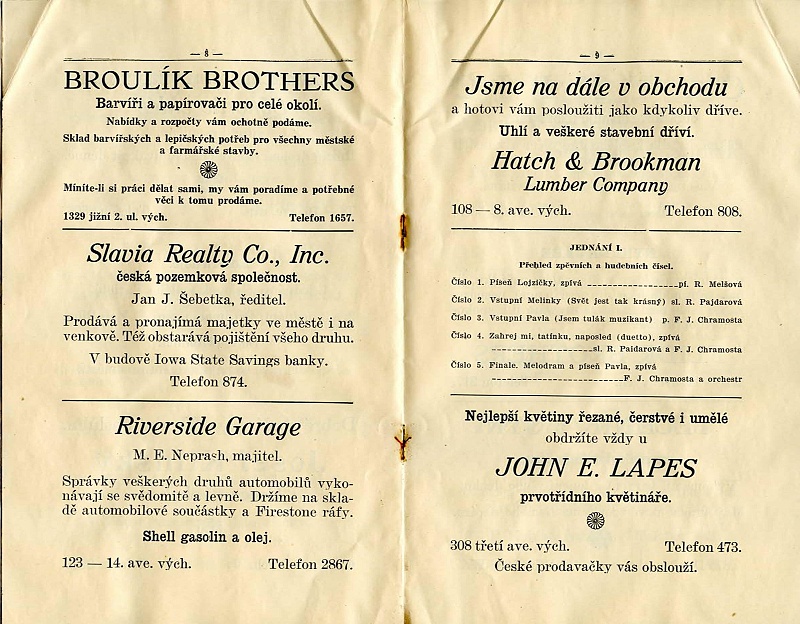 — 8 —
BROULÍK BROTHERS
Barvíři a papírovači pro celé okolí.
Nabídky a rozpočty vám ochotně podáme.
Sklad barvířských a lepičských potřeb pro všechny městské
a farmářské stavby.
Míníte-li si práci dělat sami, my vám poradíme a potřebné
věci k tomu prodáme.
1329 jižní 2. ul. vých. Telefon 1657.
Slavia Realty Co., Inc.
česká pozemková společnost.
Jan J. Šebetka, ředitel.
Prodává a pronajímá majetky ve městě i na
venkově. Též obstarává pojištění všeho druhu.
V budově Iowa State Savings banky.
Telefon 874.
Riverside Garage
M. E. Neprash, majitel.
Správky veškerých druhů automobilů vyko-
návají se svědomitě a levně. Držíme na skla-
dě automobilové součástky a Firestone ráfy.
Shell gasolin a olej.
123 — 14. ave. vých. Telefon 2867.
— 9 —
Jsme na dále v obchodu
a hotovi vám posloužiti jako kdykoliv dříve.
Uhlí a veškeré stavební dříví.
Hatch & Brookman
Lumber Company
108 — 8. ave. vých. Telefon 808.
JEDNÁNÍ I.
Přehled zpěvních a hudebních čísel.
Číslo 1. Píseň Lojzičky, zpívá ____________________pí. R. Melšová
Číslo 2. Vstupní Melinky (Svět jest tak krásný) sl. R. Pajdarová
Číslo 3. Vstupní Pavla (Jsem tulák muzikant) p. F. J. Chramosta
Číslo 4. Zahrej mi, tatínku, naposled (duetto), zpívá
____________________sl. R. Paidarová a F. J. Chramosta
Číslo 5. Finale. Melodram a píseň Pavla, zpívá
____________________F. J. Chramosta a orchestr
Nejlepší květiny řezané, čerstvé i umělé
obdržíte vždy u
JOHN E. LAPES
prvotřídního květináře.
308 třetí ave. vých. Telefon 473.
České prodavačky vás obslouží.